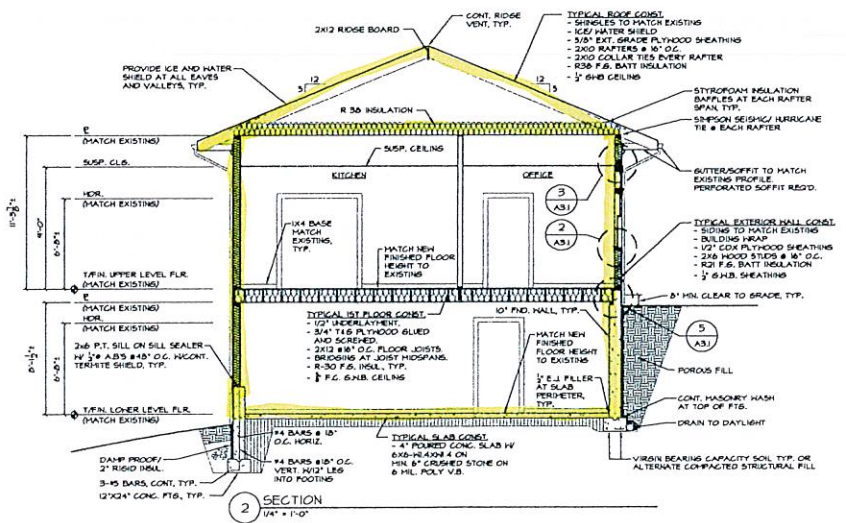 2X12 RIDGE BOARD
CONT. RIDGE
VENT, TYP.
TYPICAL ROOF CONST.
- SHINGLES TO MATCH EXISTING
- ICE/ WATER SHIELD
- 5/8" EXT. GRADE PLYWOOD SHEATHING
- 2X10 RAFTERS @ 16" O.C.
- 2X10 COLLAR TIES EVERY RAFTER
- R38 F.G. BATT INSULATION
- ½" GWB CEILING
PROVIDE ICE AND WATER
SHIELD AT ALL EAVES
AND VALLEYS, TYP.
12
5
12
5
R 38 INSULATION
STYROFOAM INSULATION
BAFFLES AT EACH RAFTER
SPAN, TYP.
SIMPSON SEISMIC/ HURRICANE
TIE @ EACH RAFTER
(MATCH EXISTING)
SUSP. CLG.
SUSP. CEILING
KITCHEN
OFFICE
GUTTER/SOFFIT TO MATCH
EXISTING PROFILE.
PERFORATED SOFFIT REQ'D.
HDR.
(MATCH EXISTING)
9'-0"
6'-8"
3
A3.1
2
A3.1
1X4 BASE
MATCH
EXISTING,
TYP.
MATCH NEW
FINISHED FLOOR
HEIGHT TO
EXISTING
TYPICAL EXTERIOR WALL CONST.
- SIDING TO MATCH EXISTING
- BUILDING WRAP
- 1/2" CDX PLYWOOD SHEATHING
- 2X6 WOOD STUDS @ 16" O.C.
- R21 F.G. BATT INSULATION
- ½" G.W.B. SHEATHING
T/FIN. UPPER LEVEL FLR.
(MATCH EXISTING)
8" MIN. CLEAR TO GRADE, TYP.
(MATCH EXISTING)
HDR.
(MATCH EXISTING)
TYPICAL 1ST FLOOR CONST.
- 1/2" UNDERLAYMENT.
- 3/4" T&G PLYWOOD GLUED
AND SCREWED.
- 2X12 @16" O.C. FLOOR JOISTS.
- BRIDGING AT JOIST MIDSPANS.
- R-30 F.G. INSUL., TYP.
F.C. G.W.B. CEILING
10" FND. WALL, TYP.
MATCH NEW
FINISHED
FLOOR HEIGHT
TO EXISTING
5
A3.1
2x6 P.T. SILL ON SILL SEALER
W/ ½"ø A.B'S @48" O.C. W/CONT.
TERMITE SHIELD, TYP.
6'-8"
½" E.J. FILLER
AT SLAB
PERIMETER,
TYP.
POROUS FILL
CONT. MASONRY WASH
AT TOP OF FTG.
T/FIN. LOWER LEVEL FLR.
(MATCH EXISTING)
DRAIN TO DAYLIGHT
#4 BARS @ 18"
O.C. HORIZ.
TYPICAL SLAB CONST.
- 4" POURED CONC. SLAB W/
6X6-W1.4XW1.4 ON
MIN. 6" CRUSHED STONE ON
6 MIL. POLY V.B.
DAMP PROOF/
2" RIGID INSUL.
#4 BARS @18" O.C.
VERT. W/12" LEG
INTO FOOTING
VIRGIN BEARING CAPACITY SOIL TYP. OR
ALTERNATE COMPACTED STRUCTURAL FILL
3-#5 BARS, CONT, TYP.
12"X24" CONC. FTG., TYP.
2
SECTION
1/4" = 1'-0"